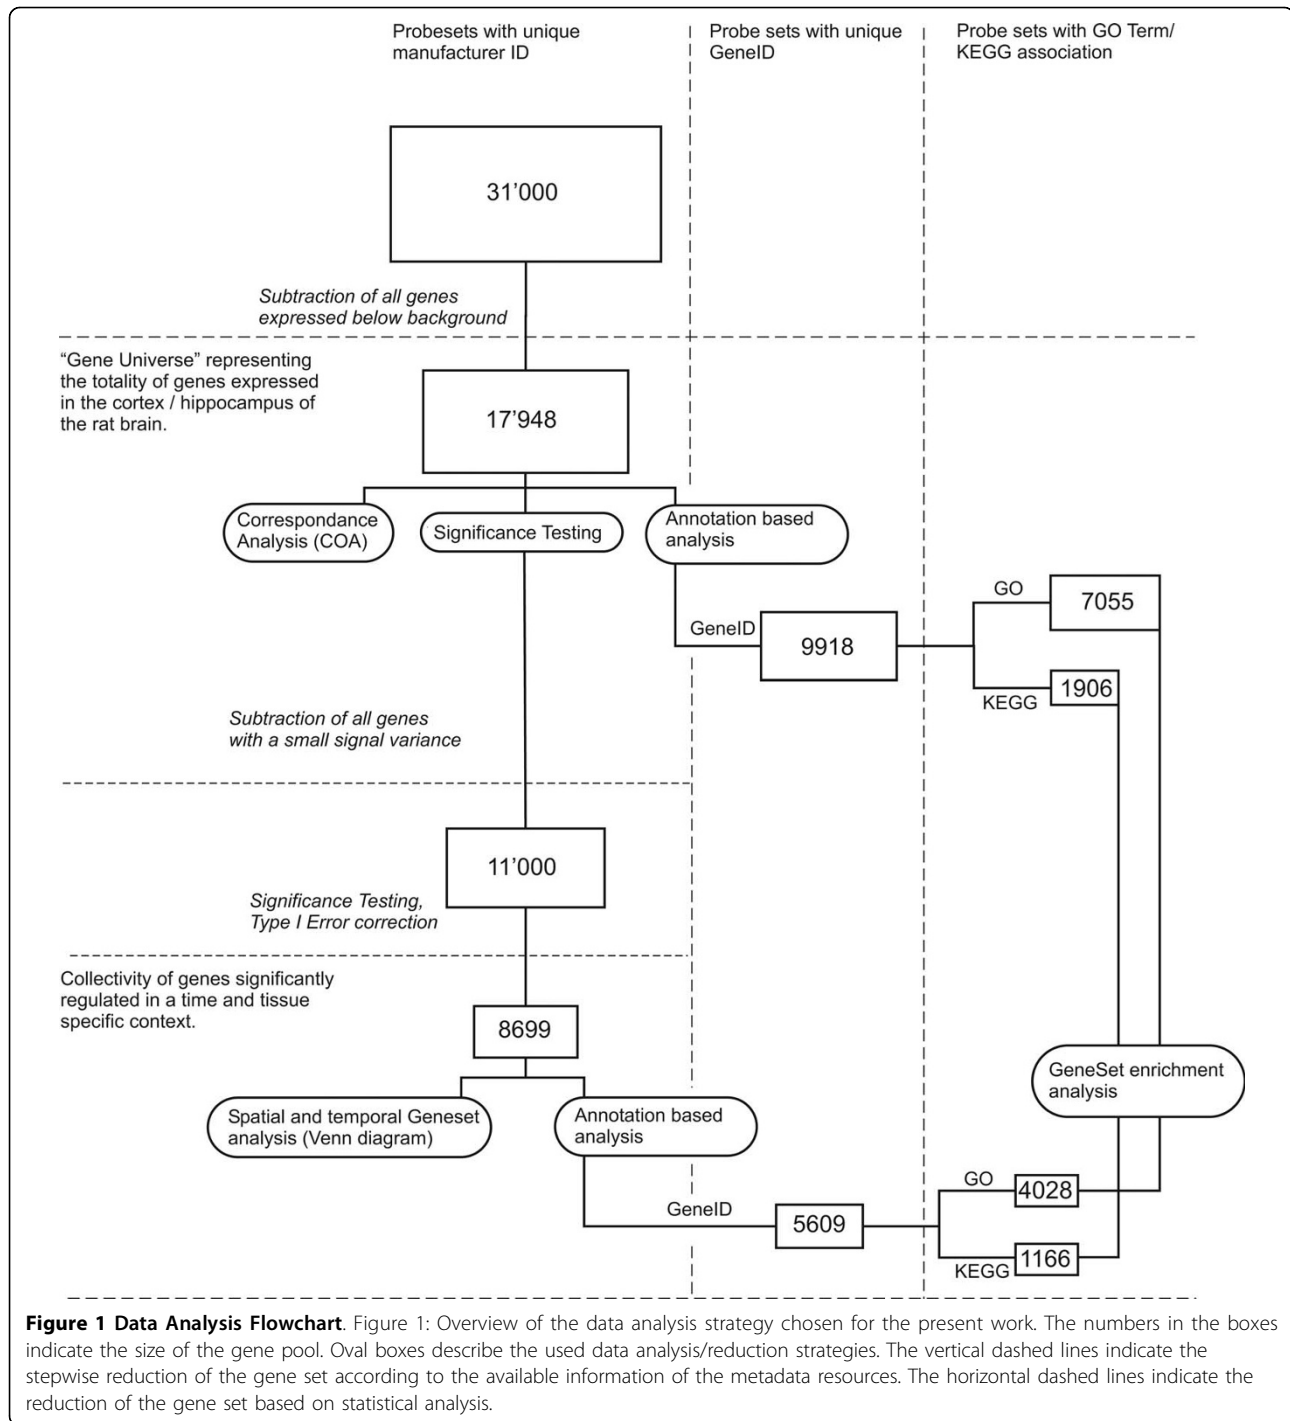 Probesets with unique
manufacturer ID
Probe sets with unique
GeneID
Probe sets with GO Term/
KEGG association
31’000
Subtraction of all genes
expressed below background
“Gene Universe” representing
the totality of genes expressed
in the cortex / hippocampus of
the rat brain.
17’948
Correspondance
Analysis (COA)
Significance Testing
Annotation based
analysis
GeneID
9918
GO
7055
KEGG
1906
Subtraction of all genes
with a small signal variance
11’000
Significance Testing,
Type I Error correction
Collectivity of genes significantly
regulated in a time and tissue
specific context.
8699
Spatial and temporal Geneset
analysis (Venn diagram)
Annotation based
analysis
GeneSet enrichment
analysis
GeneID
5609
GO
4028
KEGG
1166
Figure 1 Data Analysis Flowchart. Figure 1: Overview of the data analysis strategy chosen for the present work. The numbers in the boxes
indicate the size of the gene pool. Oval boxes describe the used data analysis/reduction strategies. The vertical dashed lines indicate the
stepwise reduction of the gene set according to the available information of the metadata resources. The horizontal dashed lines indicate the
reduction of the gene set based on statistical analysis.